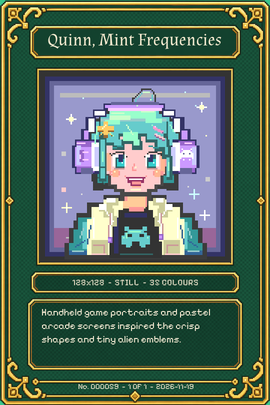 Quinn, Mint Frequencies
128x128 - STILL - 35 COLOURS
Handheld game portraits and pastel
arcade screens inspired the crisp
shapes and tiny alien emblems.
No. 000059 - 1 OF 1 - 2026-11-19